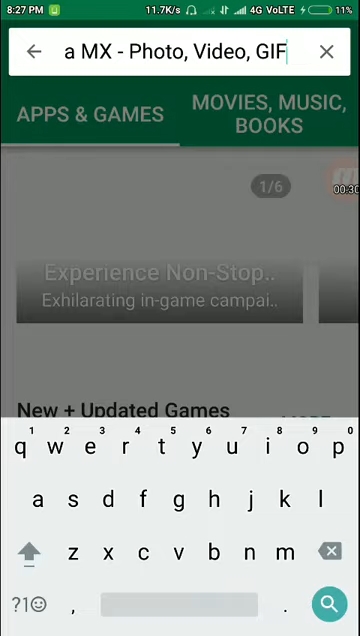 8:27 PM 11.7K/s 4G VoLTE 11%
a MX - Photo, Video, GIF
APPS & GAMES
MOVIES, MUSIC,
BOOKS
1/6
00:30
Experience Non-Stop..
Exhilarating in-game campai..
New + Updated Games
1 2 3 4 5 6 7 8 9 0
q w e r t y u i o p
a s d f g h j k l
z x c v b n m
?1☺ , .